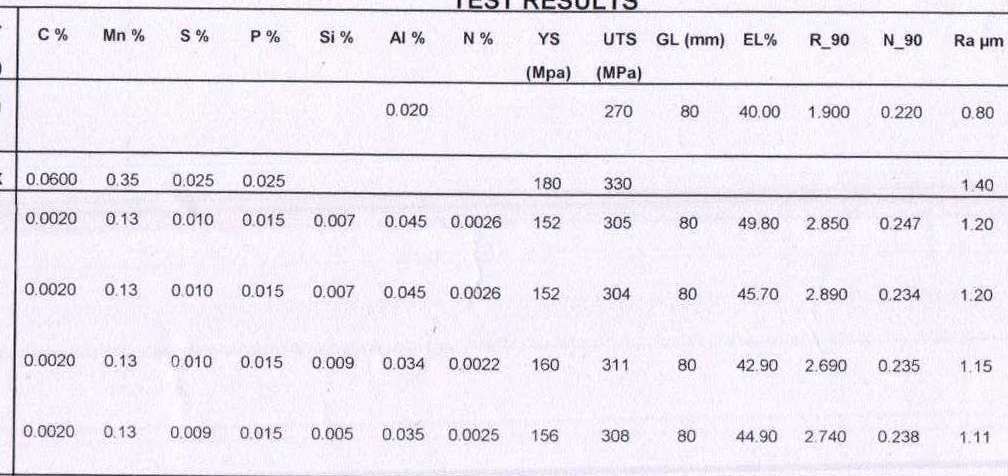 TEST RESULTS
C % Mn % S % P % Si % Al % N % YS UTS GL (mm) EL% R_90 N_90 Ra µm
(Mpa) (MPa)
0.020 270 80 40.00 1.900 0.220 0.80
0.0600 0.35 0.025 0.025 180 330 1.40
0.0020 0.13 0.010 0.015 0.007 0.045 0.0026 152 305 80 49.80 2.850 0.247 1.20
0.0020 0.13 0.010 0.015 0.007 0.045 0.0026 152 304 80 45.70 2.890 0.234 1.20
0.0020 0.13 0.010 0.015 0.009 0.034 0.0022 160 311 80 42.90 2.690 0.235 1.15
0.0020 0.13 0.009 0.015 0.005 0.035 0.0025 156 308 80 44.90 2.740 0.238 1.11